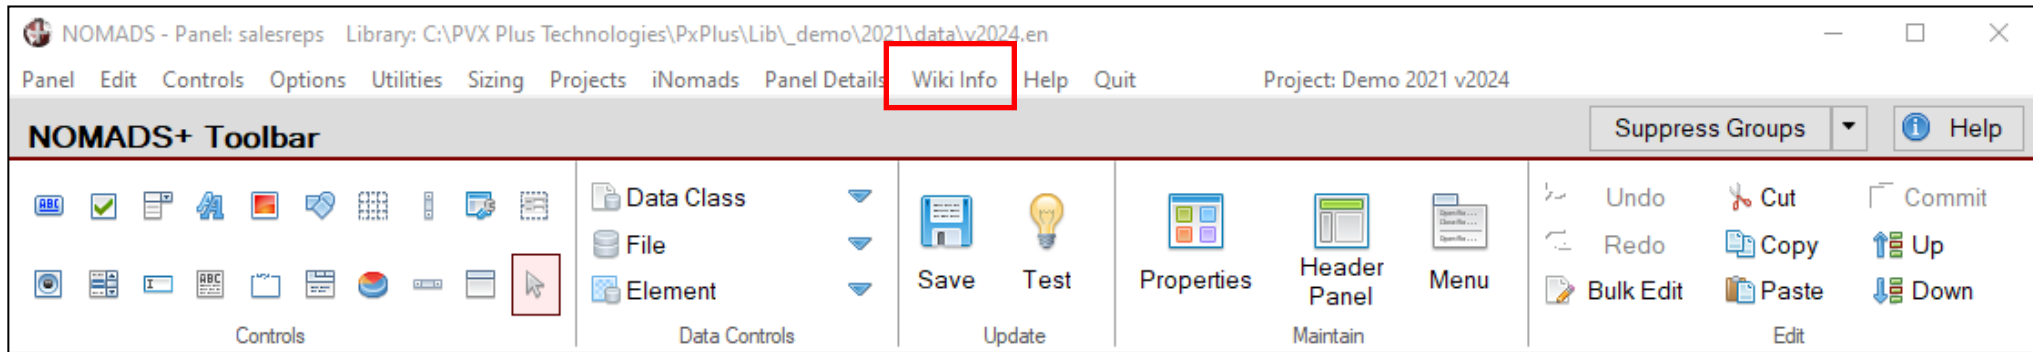 NOMADS - Panel: salesreps Library: C:\PVX Plus Technologies\PxPlus\Lib\_demo\2021\data\v2024.en
Panel Edit Controls Options Utilities Sizing Projects iNomads Panel Details Wiki Info Help Quit Project: Demo 2021 v2024
NOMADS+ Toolbar
Suppress Groups
Help
ABC
ABC
Controls
Data Class
File
Element
Data Controls
Save
Test
Update
Properties
Header
Panel
Menu
Maintain
Undo
Redo
Bulk Edit
Cut
Copy
Paste
Commit
Up
Down
Edit